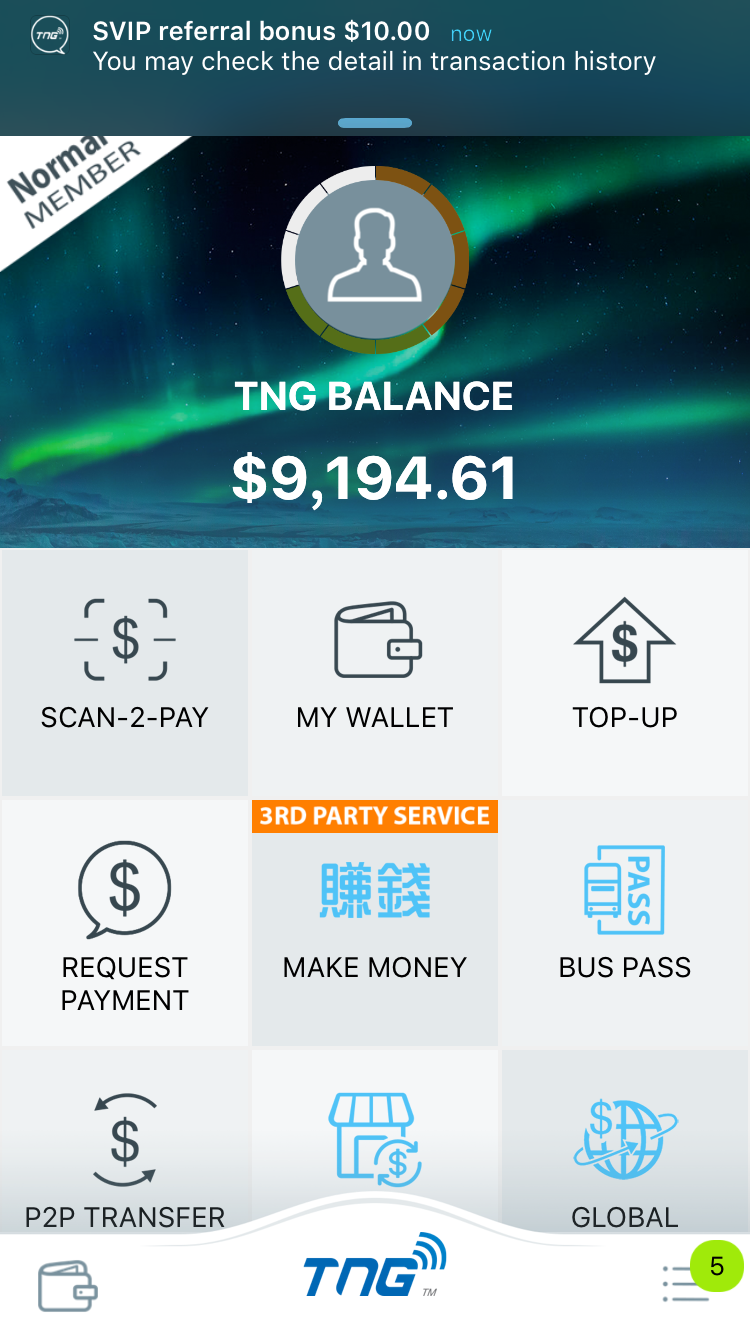 TNG
SVIP referral bonus $10.00 now
You may check the detail in transaction history
Normal
MEMBER
TNG BALANCE
$9,194.61
$
SCAN-2-PAY
MY WALLET
$
TOP-UP
$
REQUEST
PAYMENT
3RD PARTY SERVICE
賺錢
MAKE MONEY
PASS
BUS PASS
$
P2P TRANSFER
$
$
GLOBAL
TNG TM
5